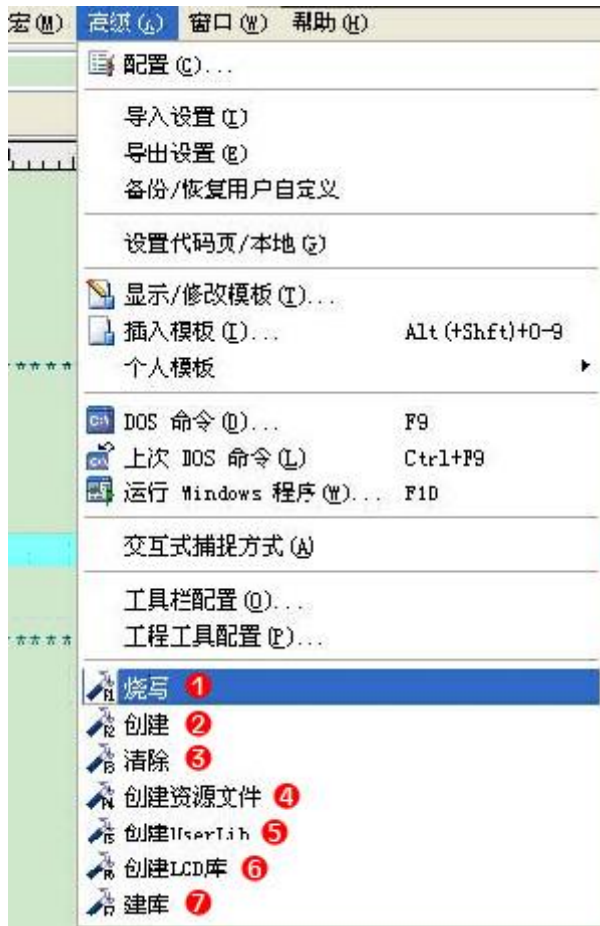 宏(M) 高级(A) 窗口(W) 帮助(H)
配置(C)...
导入设置(I)
导出设置(E)
备份/恢复用户自定义
设置代码页/本地(G)
显示/修改模板(T)...
插入模板(I)... Alt(+Shft)+0-9
个人模板
DOS 命令(D)... F9
上次 DOS 命令(L) Ctrl+F9
运行 Windows 程序(W)... F10
交互式捕捉方式(A)
工具栏配置(O)...
工程工具配置(P)...
烧写 1
创建 2
清除 3
创建资源文件 4
创建UserLib 5
创建LCD库 6
建库 7